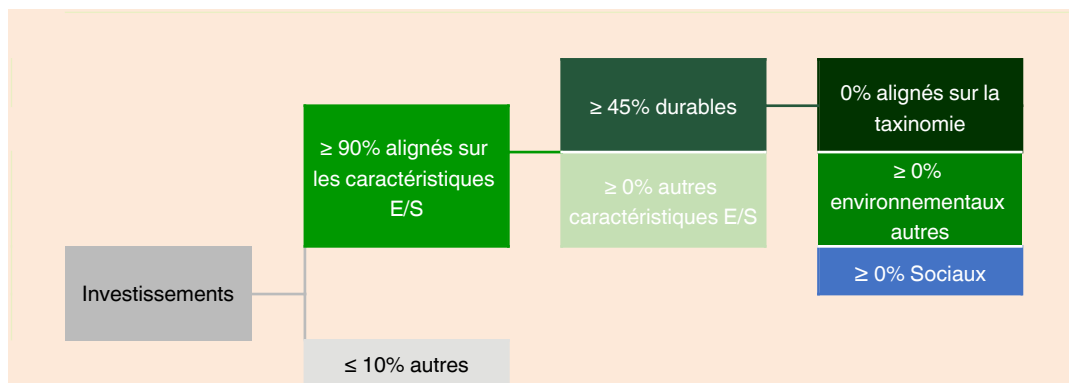 Investissements
≥ 90% alignés sur
les caractéristiques
E/S
≤ 10% autres
≥ 45% durables
≥ 0% autres
caractéristiques E/S
0% alignés sur la
taxinomie
≥ 0%
environnementaux
autres
≥ 0% Sociaux